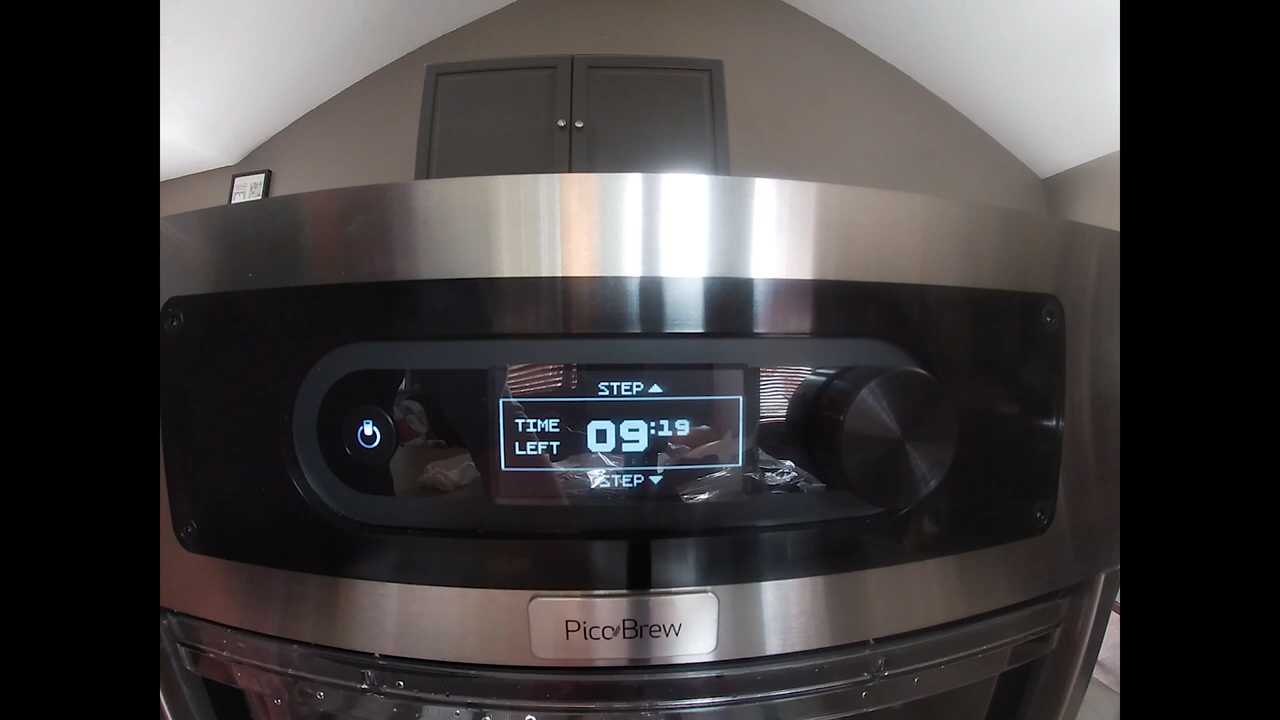 STEP ▲
TIME
LEFT
09:19
STEP ▼
PicoBrew